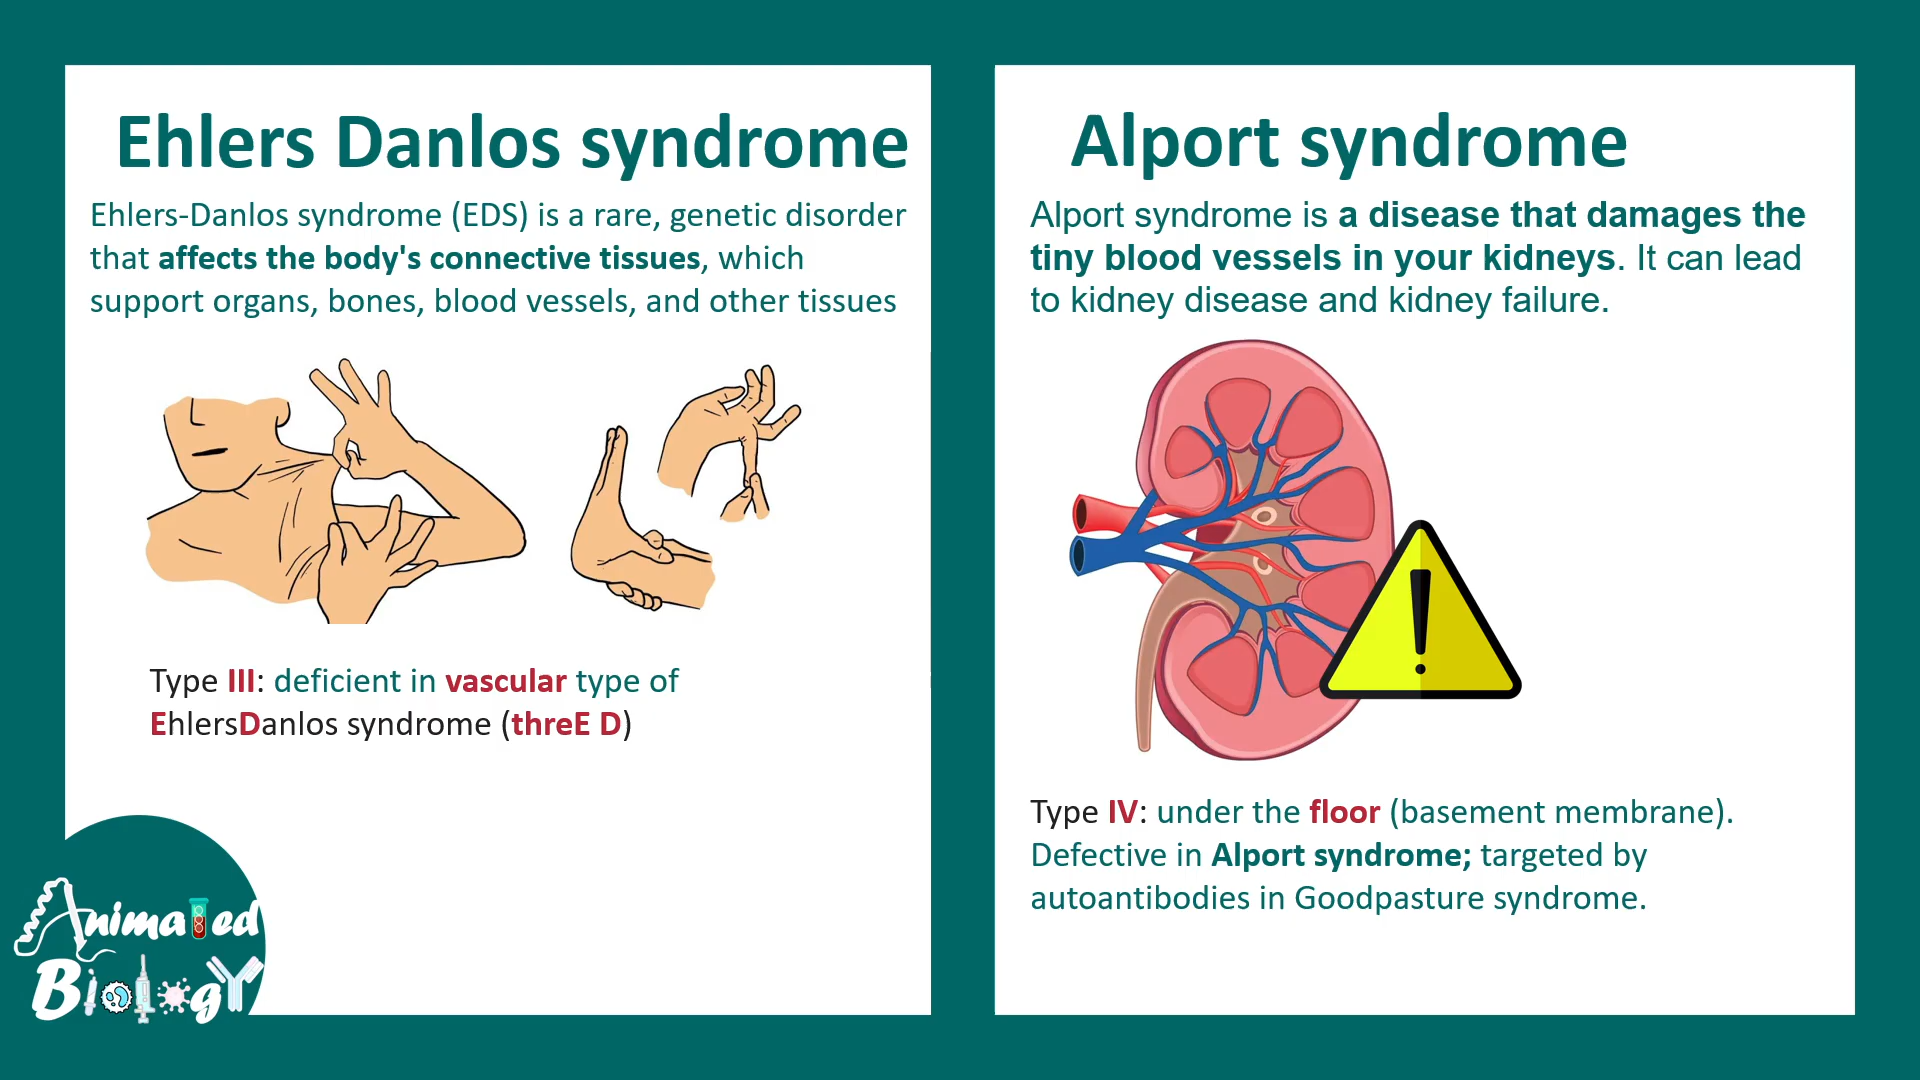 Ehlers Danlos syndrome
Ehlers-Danlos syndrome (EDS) is a rare, genetic disorder
that affects the body's connective tissues, which
support organs, bones, blood vessels, and other tissues
Type III: deficient in vascular type of
EhlersDanlos syndrome (threE D)
Alport syndrome
Alport syndrome is a disease that damages the
tiny blood vessels in your kidneys. It can lead
to kidney disease and kidney failure.
Type IV: under the floor (basement membrane).
Defective in Alport syndrome; targeted by
autoantibodies in Goodpasture syndrome.
Animated
Biology